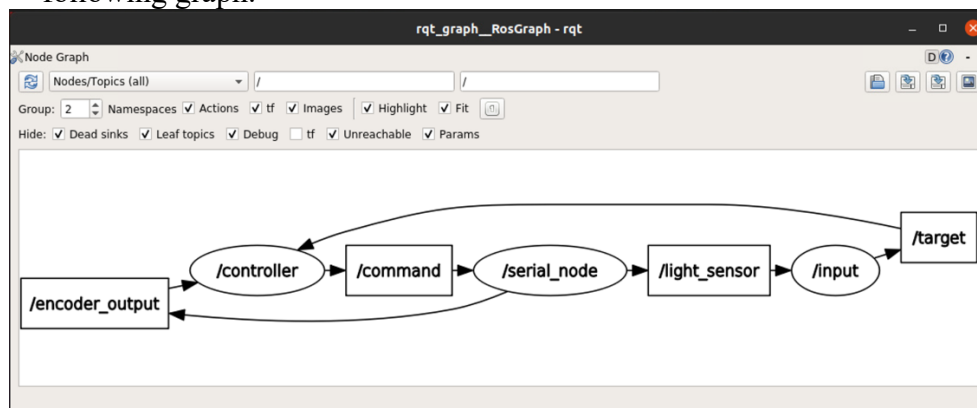 following graph.
rqt_graph__RosGraph - rqt
Node Graph
D
-
Nodes/Topics (all)
/
/
Group: 2 Namespaces Actions tf Images Highlight Fit
Hide: Dead sinks Leaf topics Debug tf Unreachable Params
/target
/controller
/command
/serial_node
/light_sensor
/input
/encoder_output